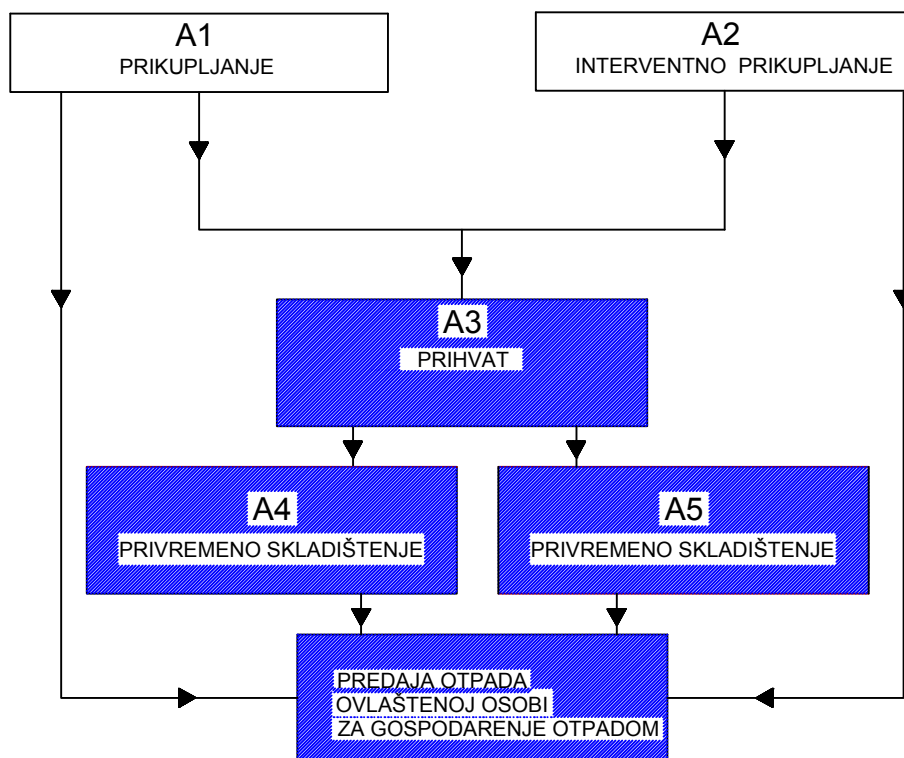 A1
PRIKUPLJANJE
A2
INTERVENTNO PRIKUPLJANJE
A3
PRIHVAT
A4
PRIVREMENO SKLADIŠTENJE
A5
PRIVREMENO SKLADIŠTENJE
PREDAJA OTPADA
OVLAŠTENOJ OSOBI
ZA GOSPODARENJE OTPADOM